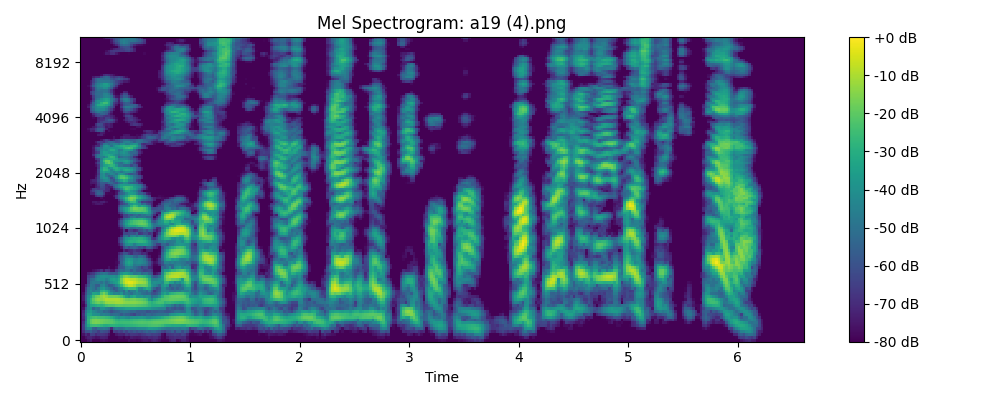 Mel Spectrogram: a19 (4).png
Hz
8192
4096
2048
1024
512
0
0 1 2 3 4 5 6
Time
+0 dB
-10 dB
-20 dB
-30 dB
-40 dB
-50 dB
-60 dB
-70 dB
-80 dB